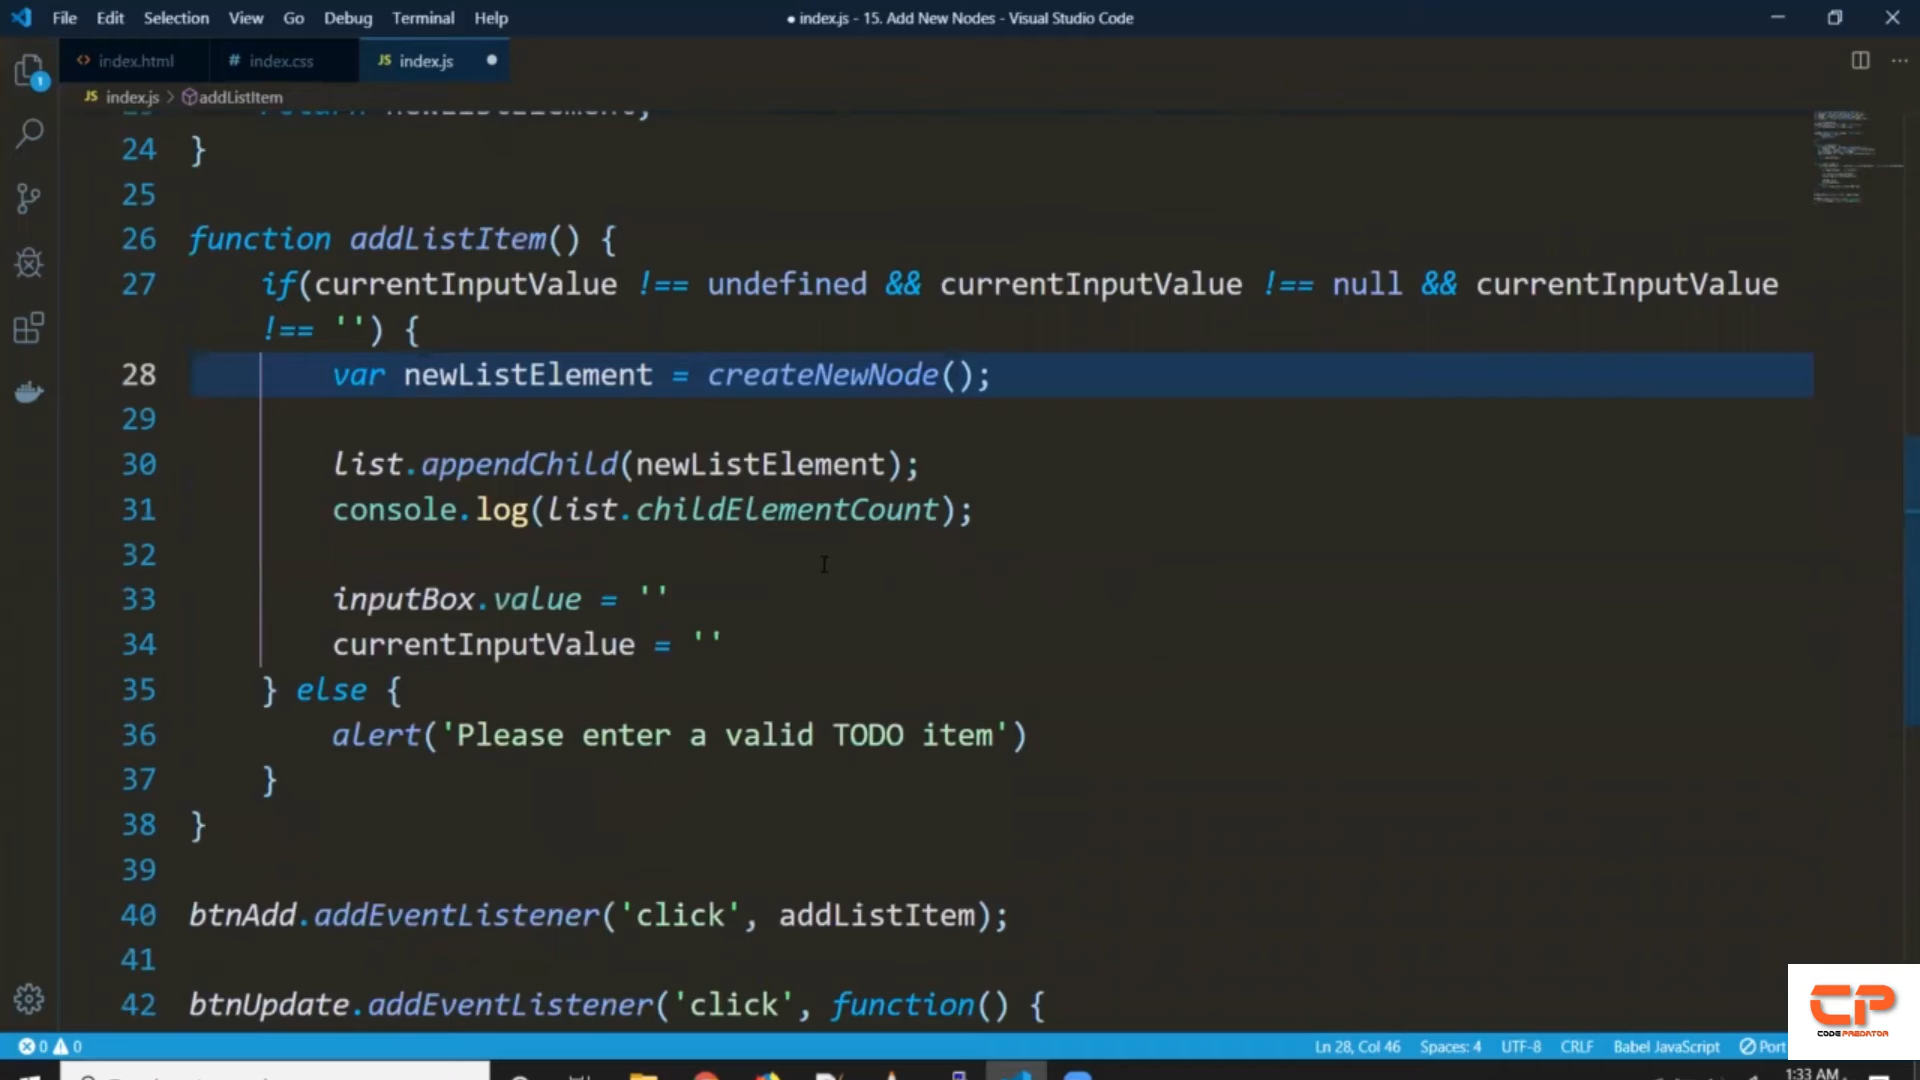 File Edit Selection View Go Debug Terminal Help
● index.js - 15. Add New Nodes - Visual Studio Code
index.html # index.css JS index.js ●
JS index.js > addListItem
1
24 }
25
26 function addListItem() {
27 if(currentInputValue !== undefined && currentInputValue !== null && currentInputValue
!== '') {
28 var newListElement = createNewNode();
29
30 list.appendChild(newListElement);
31 console.log(list.childElementCount);
32
33 inputBox.value = ''
34 currentInputValue = ''
35 } else {
36 alert('Please enter a valid TODO item')
37 }
38 }
39
40 btnAdd.addEventListener('click', addListItem);
41
42 btnUpdate.addEventListener('click', function() {
CP
CODE PREDATOR
0 0 Ln 28, Col 46 Spaces: 4 UTF-8 CRLF Babel JavaScript Port
1:33 AM